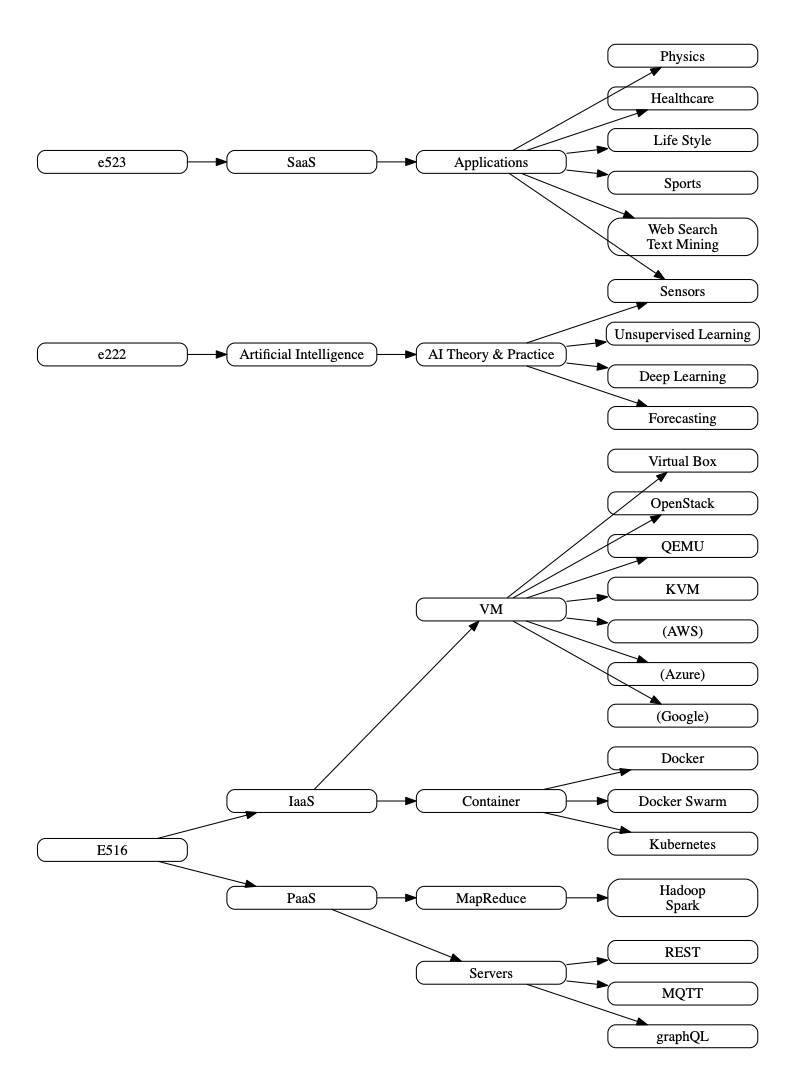 Physics
Healthcare
Life Style
e523
SaaS
Applications
Sports
Web Search
Text Mining
Sensors
Unsupervised Learning
e222
Artificial Intelligence
AI Theory & Practice
Deep Learning
Forecasting
Virtual Box
OpenStack
QEMU
KVM
VM
(AWS)
(Azure)
(Google)
Docker
IaaS
Container
Docker Swarm
Kubernetes
E516
PaaS
MapReduce
Hadoop
Spark
REST
Servers
MQTT
graphQL